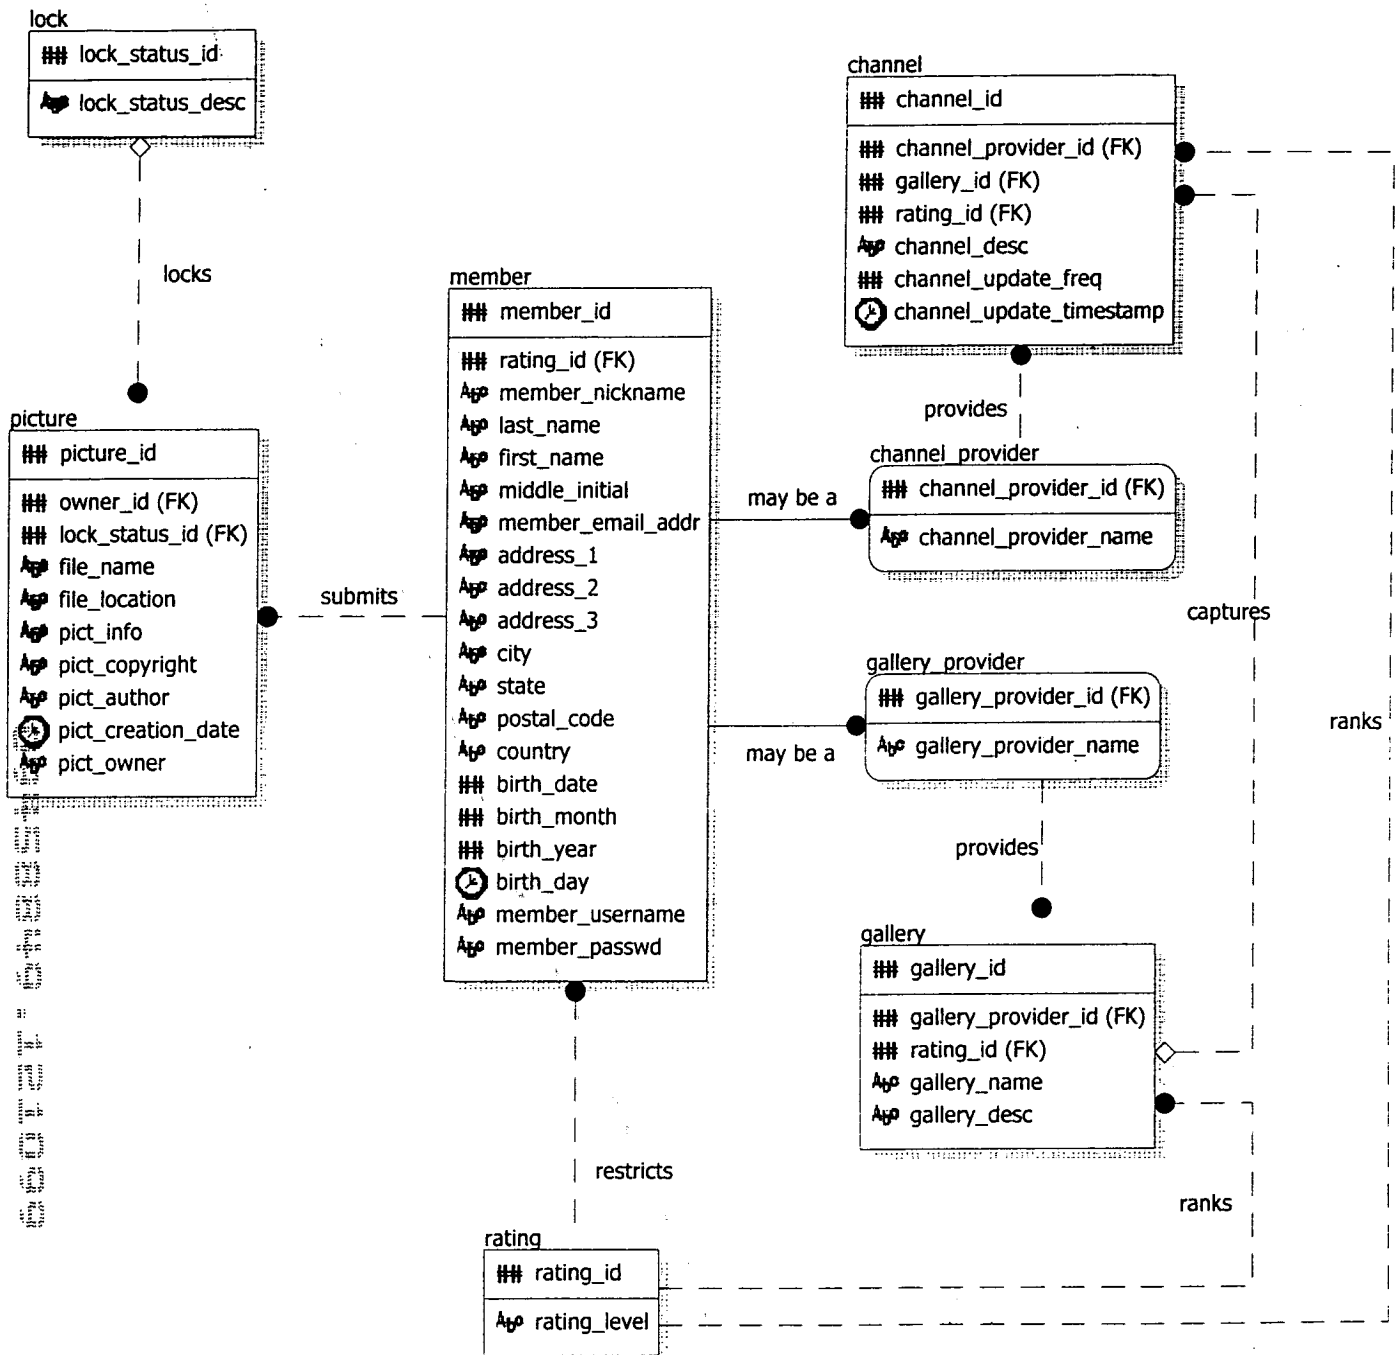 lock
lock_status_id
lock_status_desc
locks
picture
picture_id
owner_id (FK)
lock_status_id (FK)
file_name
file_location
pict_info
pict_copyright
pict_author
pict_creation_date
pict_owner
submits
member
member_id
rating_id (FK)
member_nickname
last_name
first_name
middle_initial
member_email_addr
address_1
address_2
address_3
city
state
postal_code
country
birth_date
birth_month
birth_year
birth_day
member_username
member_passwd
restricts
rating
rating_id
rating_level
channel
channel_id
channel_provider_id (FK)
gallery_id (FK)
rating_id (FK)
channel_desc
channel_update_freq
channel_update_timestamp
provides
channel_provider
may be a
channel_provider_id (FK)
channel_provider_name
captures
gallery_provider
gallery_provider_id (FK)
gallery_provider_name
may be a
ranks
provides
gallery
gallery_id
gallery_provider_id (FK)
rating_id (FK)
gallery_name
gallery_desc
ranks